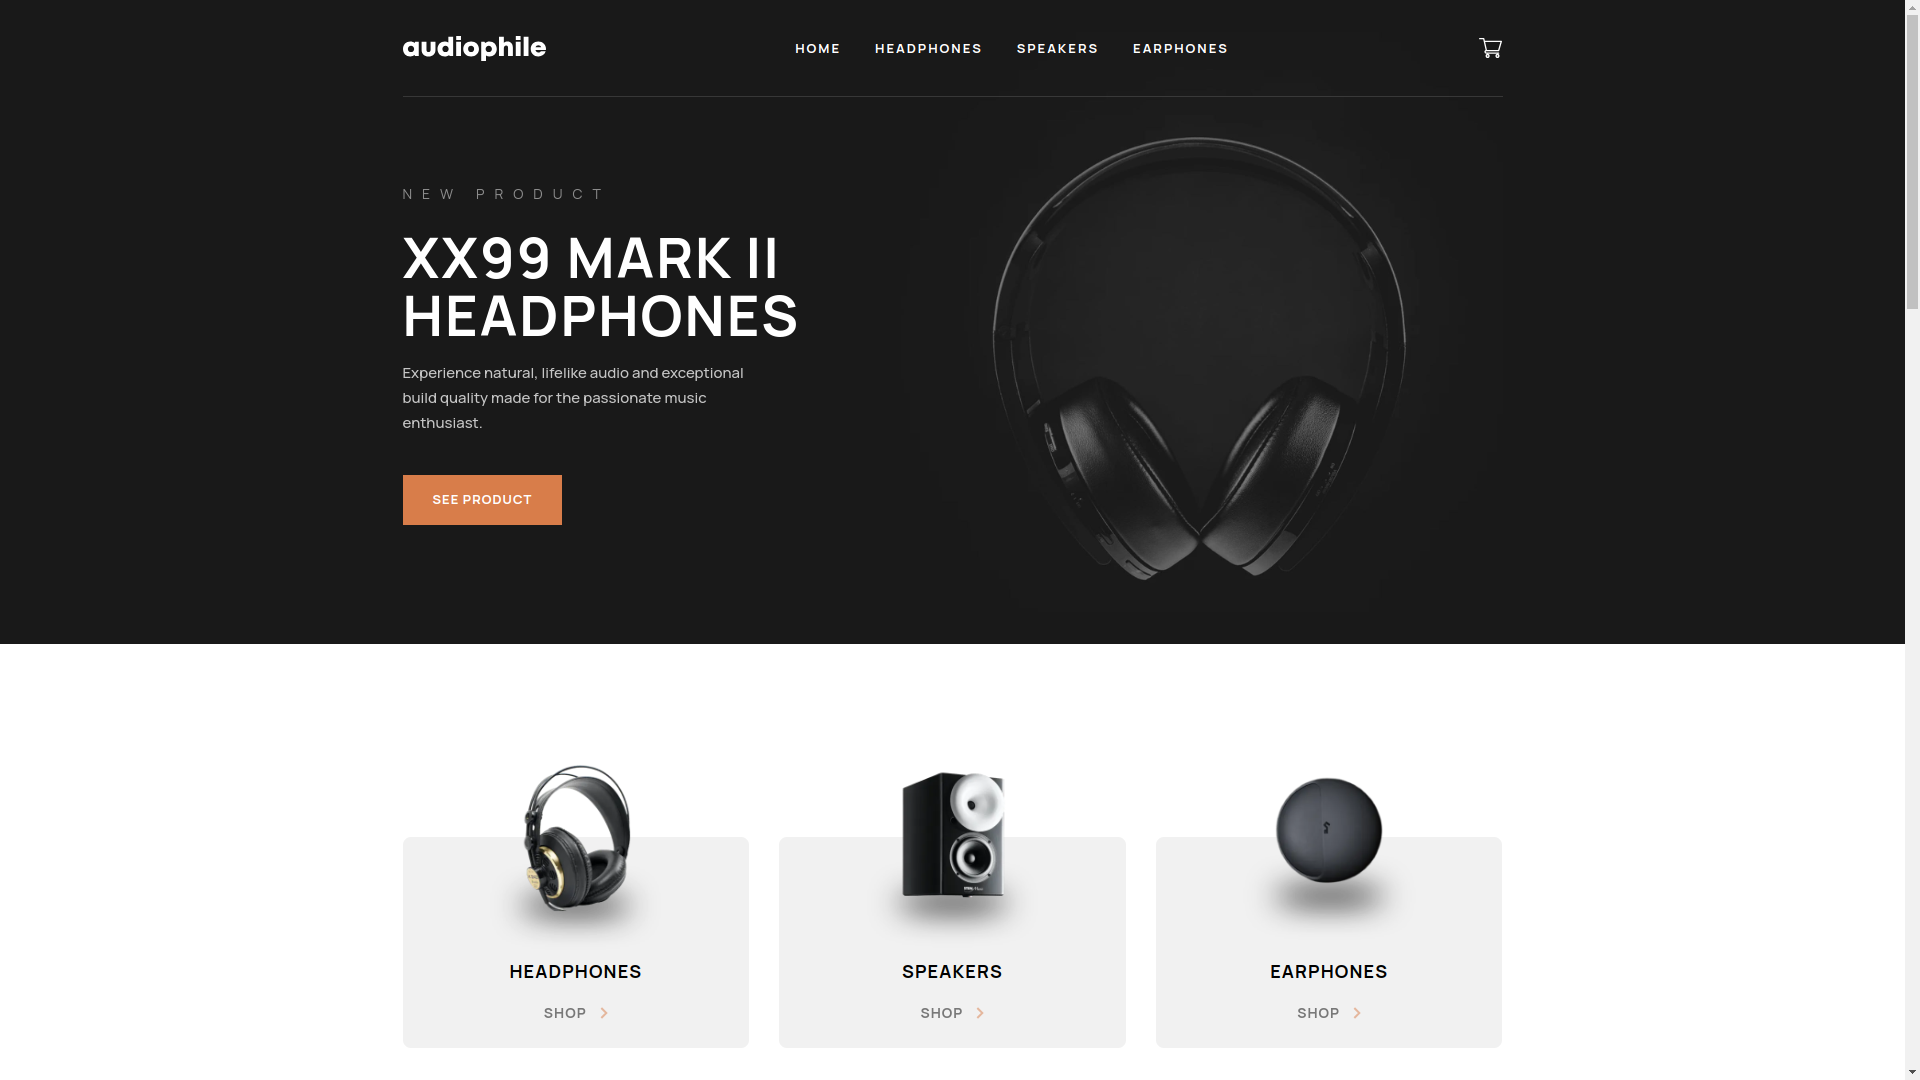 audiophile
HOME
HEADPHONES
SPEAKERS
EARPHONES
NEW PRODUCT
XX99 MARK II
HEADPHONES
Experience natural, lifelike audio and exceptional
build quality made for the passionate music
enthusiast.
SEE PRODUCT
HEADPHONES
SHOP
SPEAKERS
SHOP
EARPHONES
SHOP